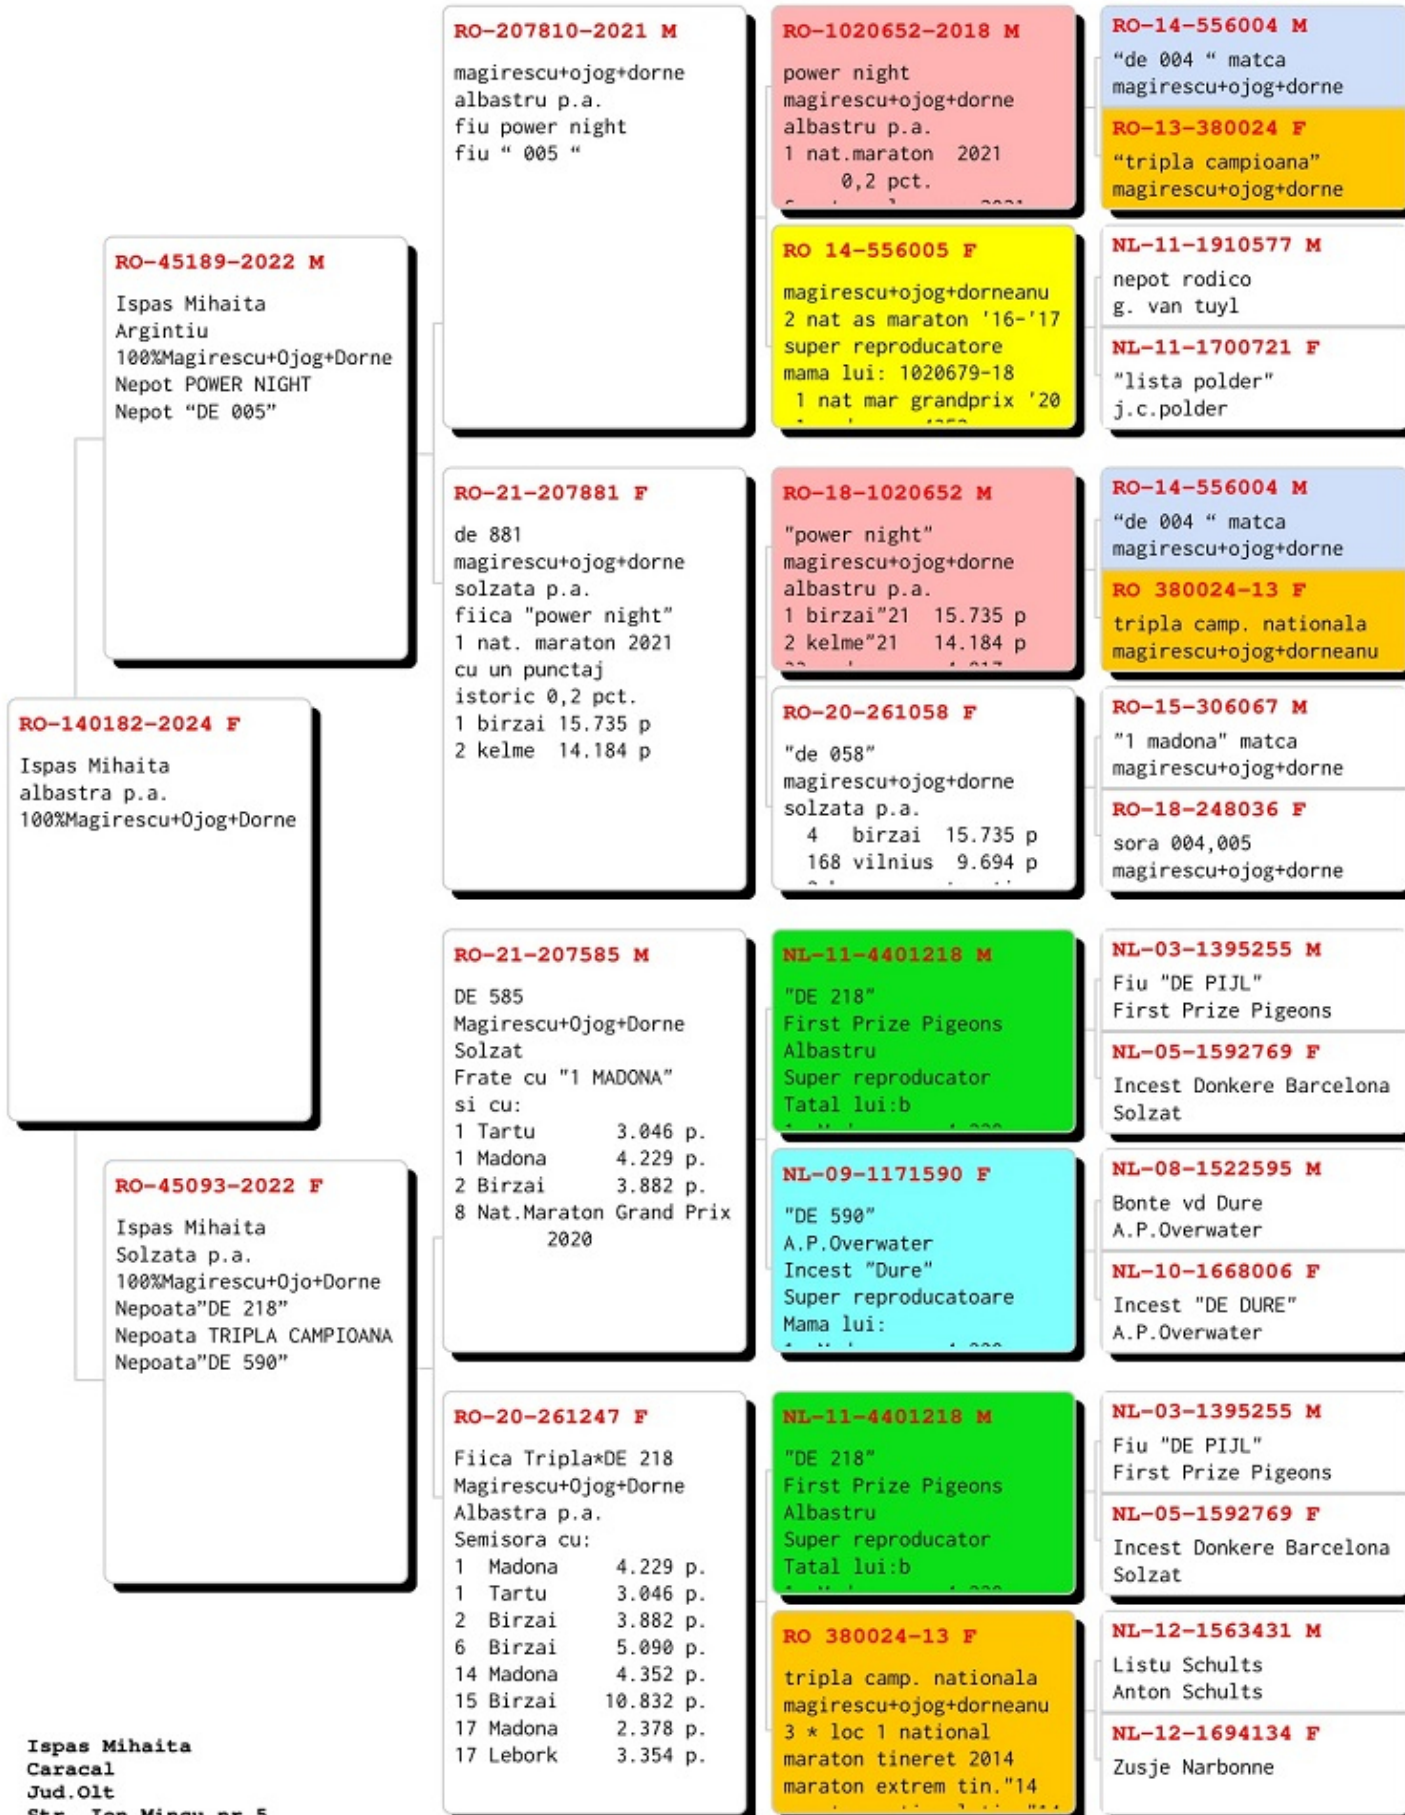 RO-140182-2024 F
Ispas Mihaita
albastra p.a.
100%Magirescu+Ojog+Dorne
RO-45189-2022 M
Ispas Mihaita
Argintiu
100%Magirescu+Ojog+Dorne
Nepot POWER NIGHT
Nepot “DE 005”
RO-45093-2022 F
Ispas Mihaita
Solzata p.a.
100%Magirescu+Ojo+Dorne
Nepoata”DE 218”
Nepoata TRIPLA CAMPIOANA
Nepoata”DE 590”
RO-207810-2021 M
magirescu+ojog+dorne
albastru p.a.
fiu power night
fiu “ 005 “
RO-21-207881 F
de 881
magirescu+ojog+dorne
solzata p.a.
fiica "power night"
1 nat. maraton 2021
cu un punctaj
istoric 0,2 pct.
1 birzai 15.735 p
2 kelme 14.184 p
RO-21-207585 M
DE 585
Magirescu+Ojog+Dorne
Solzat
Frate cu "1 MADONA"
si cu:
1 Tartu 3.046 p.
1 Madona 4.229 p.
2 Birzai 3.882 p.
8 Nat.Maraton Grand Prix
2020
RO-20-261247 F
Fiica Tripla*DE 218
Magirescu+Ojog+Dorne
Albastra p.a.
Semisora cu:
1 Madona 4.229 p.
1 Tartu 3.046 p.
2 Birzai 3.882 p.
6 Birzai 5.090 p.
14 Madona 4.352 p.
15 Birzai 10.832 p.
17 Madona 2.378 p.
17 Lebork 3.354 p.
RO-1020652-2018 M
power night
magirescu+ojog+dorne
albastru p.a.
1 nat.maraton 2021
0,2 pct.
RO 14-556005 F
magirescu+ojog+dorneanu
2 nat as maraton '16-'17
super reproducatore
mama lui: 1020679-18
1 nat mar grandprix '20
RO-18-1020652 M
"power night"
magirescu+ojog+dorne
albastru p.a.
1 birzai"21 15.735 p
2 kelme"21 14.184 p
RO-20-261058 F
"de 058"
magirescu+ojog+dorne
solzata p.a.
4 birzai 15.735 p
168 vilnius 9.694 p
NL-11-4401218 M
"DE 218"
First Prize Pigeons
Albastru
Super reproducator
Tatal lui:b
NL-09-1171590 F
"DE 590"
A.P.Overwater
Incest "Dure"
Super reproducatoare
Mama lui:
NL-11-4401218 M
"DE 218"
First Prize Pigeons
Albastru
Super reproducator
Tatal lui:b
RO 380024-13 F
tripla camp. nationala
magirescu+ojog+dorneanu
3 * loc 1 national
maraton tineret 2014
maraton extrem tin."14
RO-14-556004 M
“de 004 “ matca
magirescu+ojog+dorne
RO-13-380024 F
“tripla campioana”
magirescu+ojog+dorne
NL-11-1910577 M
nepot rodico
g. van tuyl
NL-11-1700721 F
"lista polder"
j.c.polder
RO-14-556004 M
“de 004 “ matca
magirescu+ojog+dorne
RO 380024-13 F
tripla camp. nationala
magirescu+ojog+dorneanu
RO-15-306067 M
"1 madona" matca
magirescu+ojog+dorne
RO-18-248036 F
sora 004,005
magirescu+ojog+dorne
NL-03-1395255 M
Fiu "DE PIJL"
First Prize Pigeons
NL-05-1592769 F
Incest Donkere Barcelona
Solzat
NL-08-1522595 M
Bonte vd Dure
A.P.Overwater
NL-10-1668006 F
Incest "DE DURE"
A.P.Overwater
NL-03-1395255 M
Fiu "DE PIJL"
First Prize Pigeons
NL-05-1592769 F
Incest Donkere Barcelona
Solzat
NL-12-1563431 M
Listu Schults
Anton Schults
NL-12-1694134 F
Zusje Narbonne
Ispas Mihaita
Caracal
Jud.Olt
Str. Ion Mincu nr 5